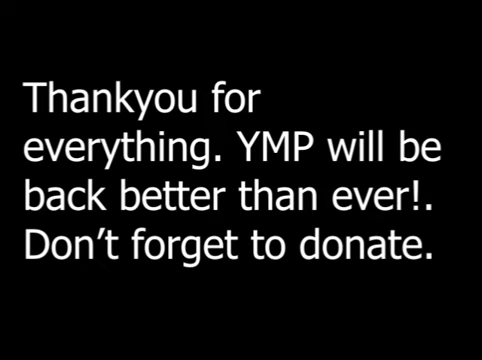 Thankyou for
everything. YMP will be
back better than ever!.
Don’t forget to donate.